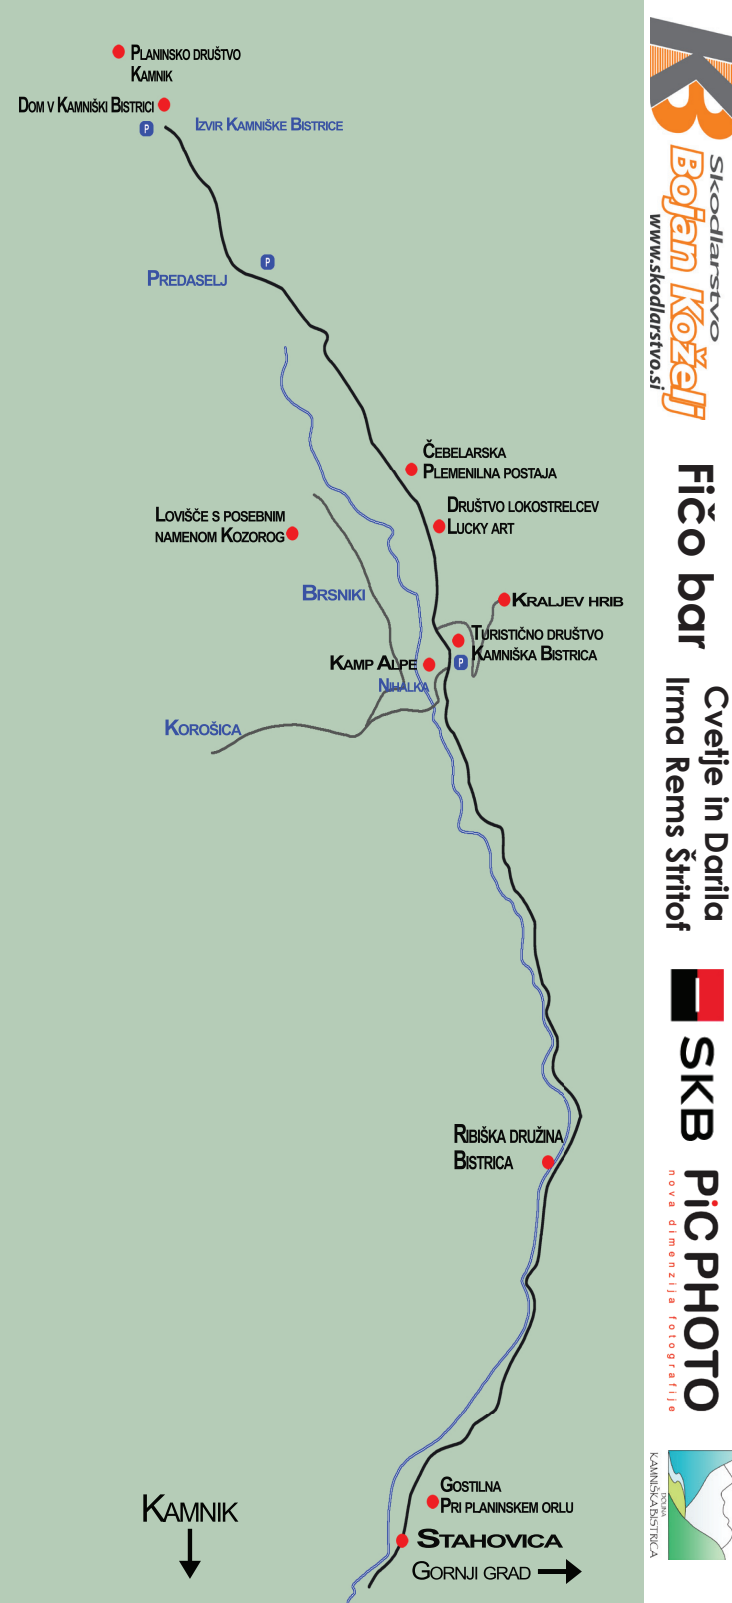 Planinsko društvo
Kamnik
Dom v Kamniški Bistrici
P
Izvir Kamniške Bistrice
P
Predaselj
Čebelarska
Plemenilna postaja
Društvo lokostrelcev
Lucky art
Lovišče s posebnim
namenom Kozorog
Brsniki
Kraljev hrib
Turistično društvo
Kamniška Bistrica
P
Kamp Alpe
Nihalka
Korošica
Ribiška družina
Bistrica
Gostilna
Pri planinskem orlu
Kamnik
Stahovica
Gornji grad
KB
Skodlarstvo
Bojan Koželj
www.skodlarstvo.si
Fičo bar
Cvetje in Darila
Irma Rems Štritof
SKB
PiC PHOTO
nova dimenzija fotografije
DOLINA
KAMNIŠKA BISTRICA